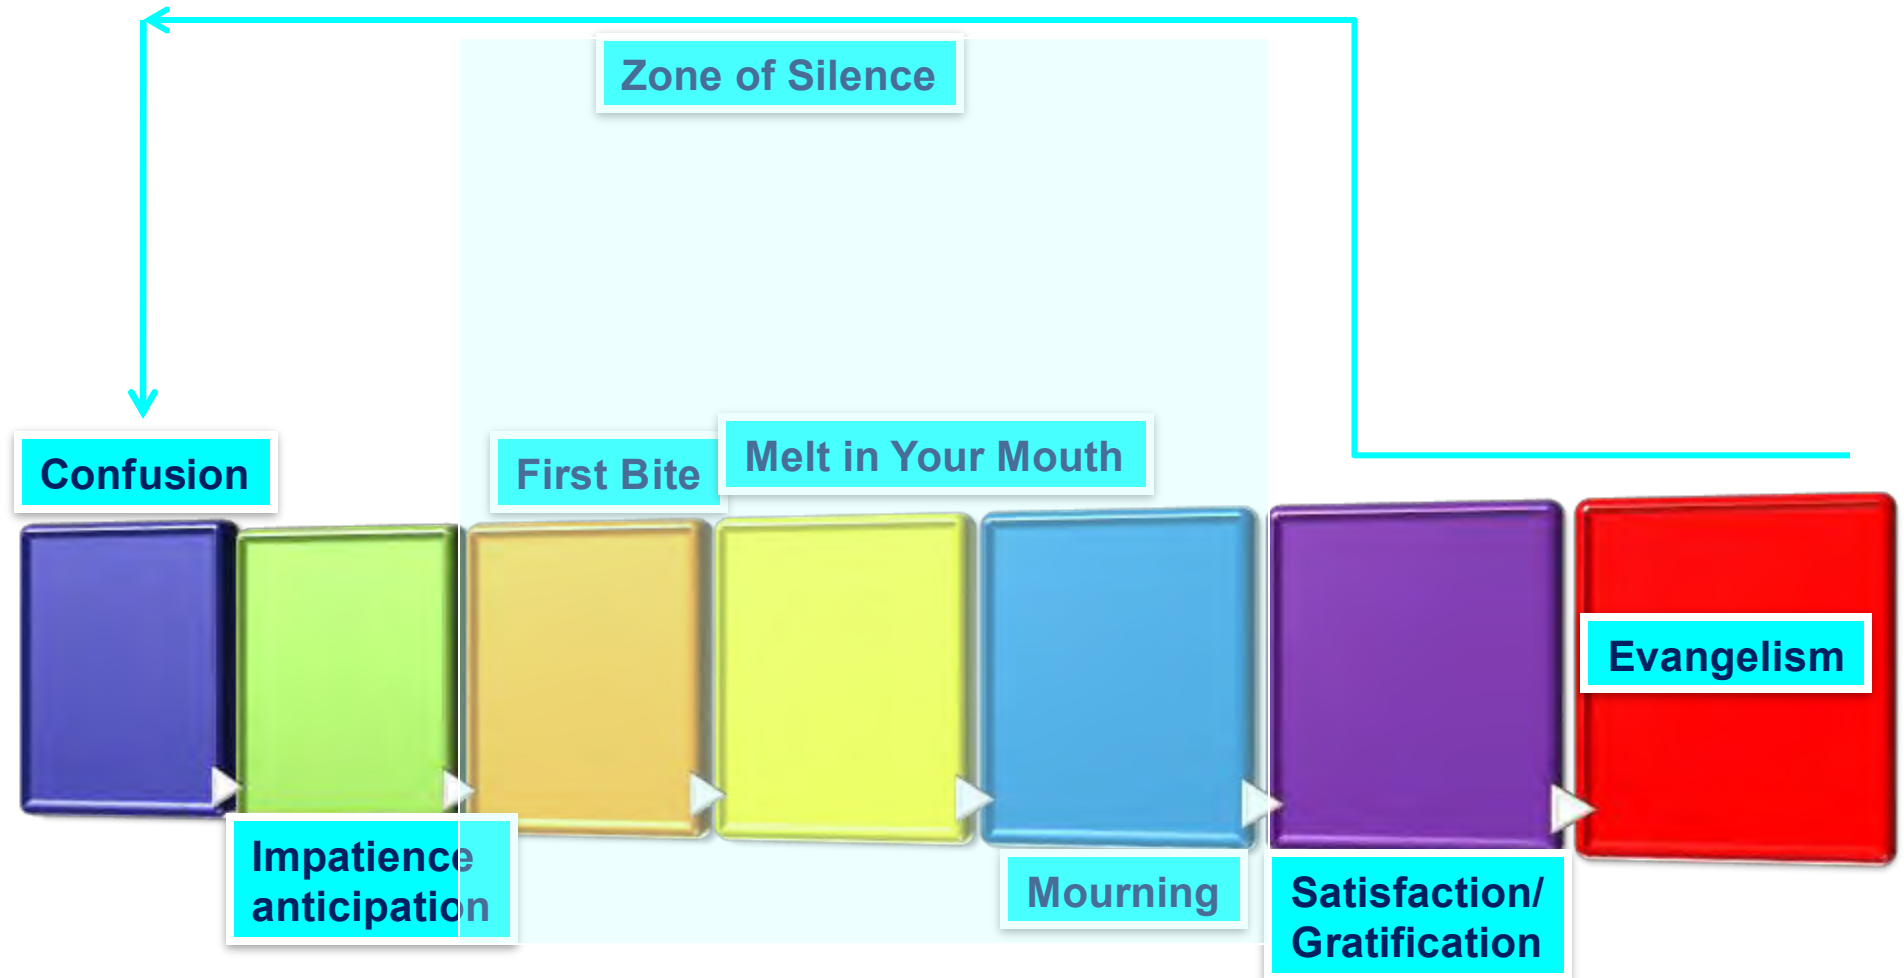 Zone of Silence
Confusion
First Bite
Melt in Your Mouth
Evangelism
Impatience
anticipation
Mourning
Satisfaction/
Gratification